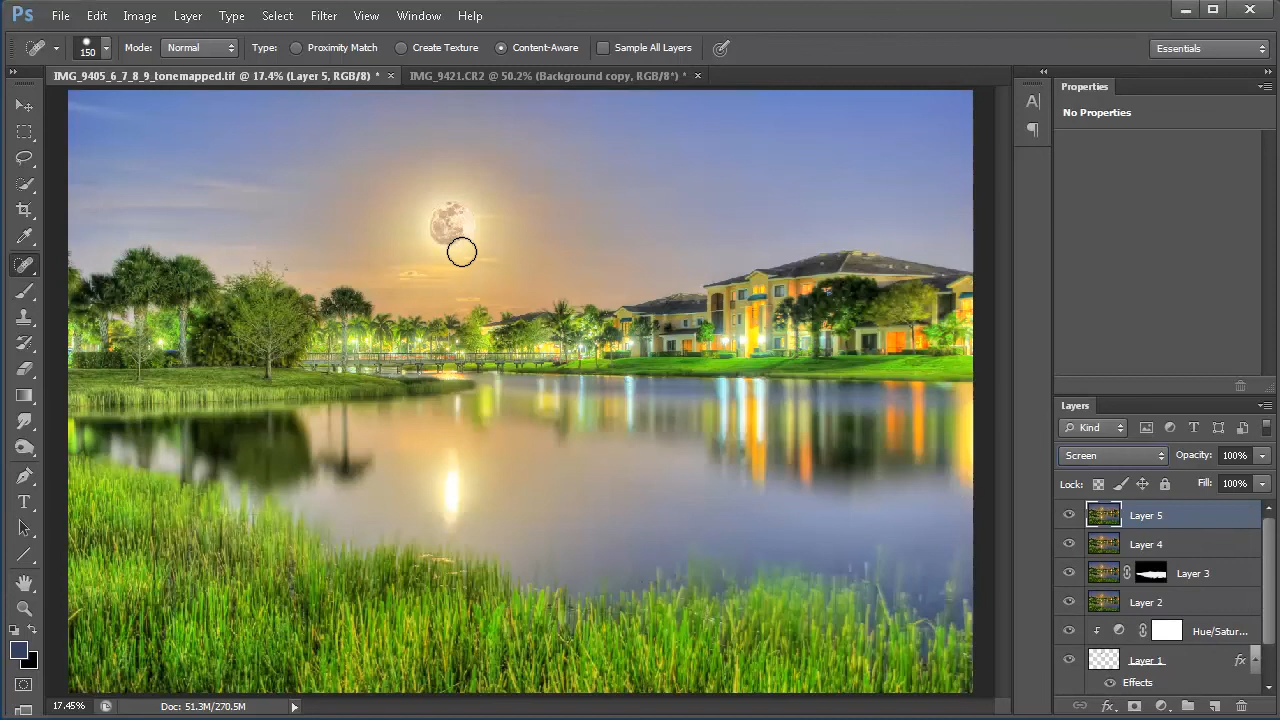 Ps File Edit Image Layer Type Select Filter View Window Help
150 Mode: Normal Type: Proximity Match Create Texture Content-Aware Sample All Layers Essentials
IMG_9405_6_7_8_9_tonemapped.tif @ 17.4% (Layer 5, RGB/8) * × IMG_9421.CR2 @ 50.2% (Background copy, RGB/8*) * ×
Properties
No Properties
Layers
Kind
Screen Opacity: 100%
Lock: Fill: 100%
Layer 5
Layer 4
Layer 3
Layer 2
Hue/Satur...
Layer 1 fx
Effects
17.45% Doc: 51.3M/270.5M